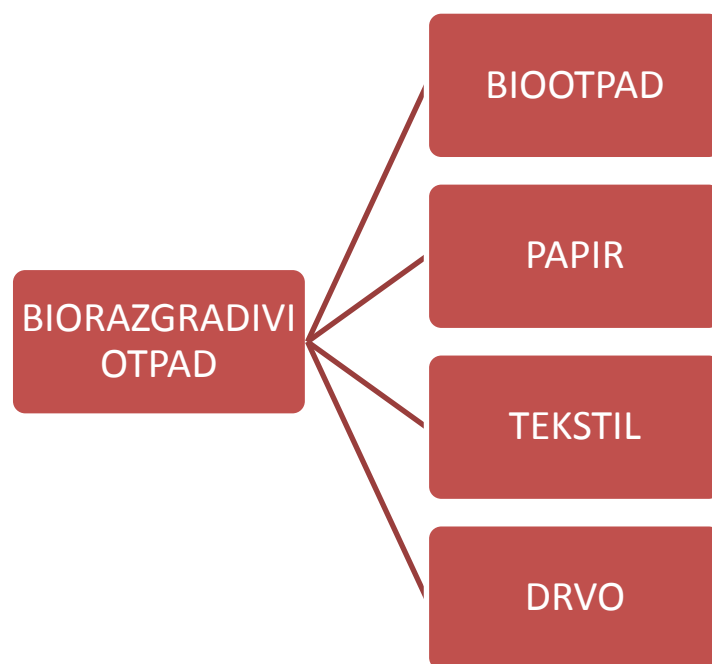 BIORAZGRADIVI
OTPAD
BIOOTPAD
PAPIR
TEKSTIL
DRVO